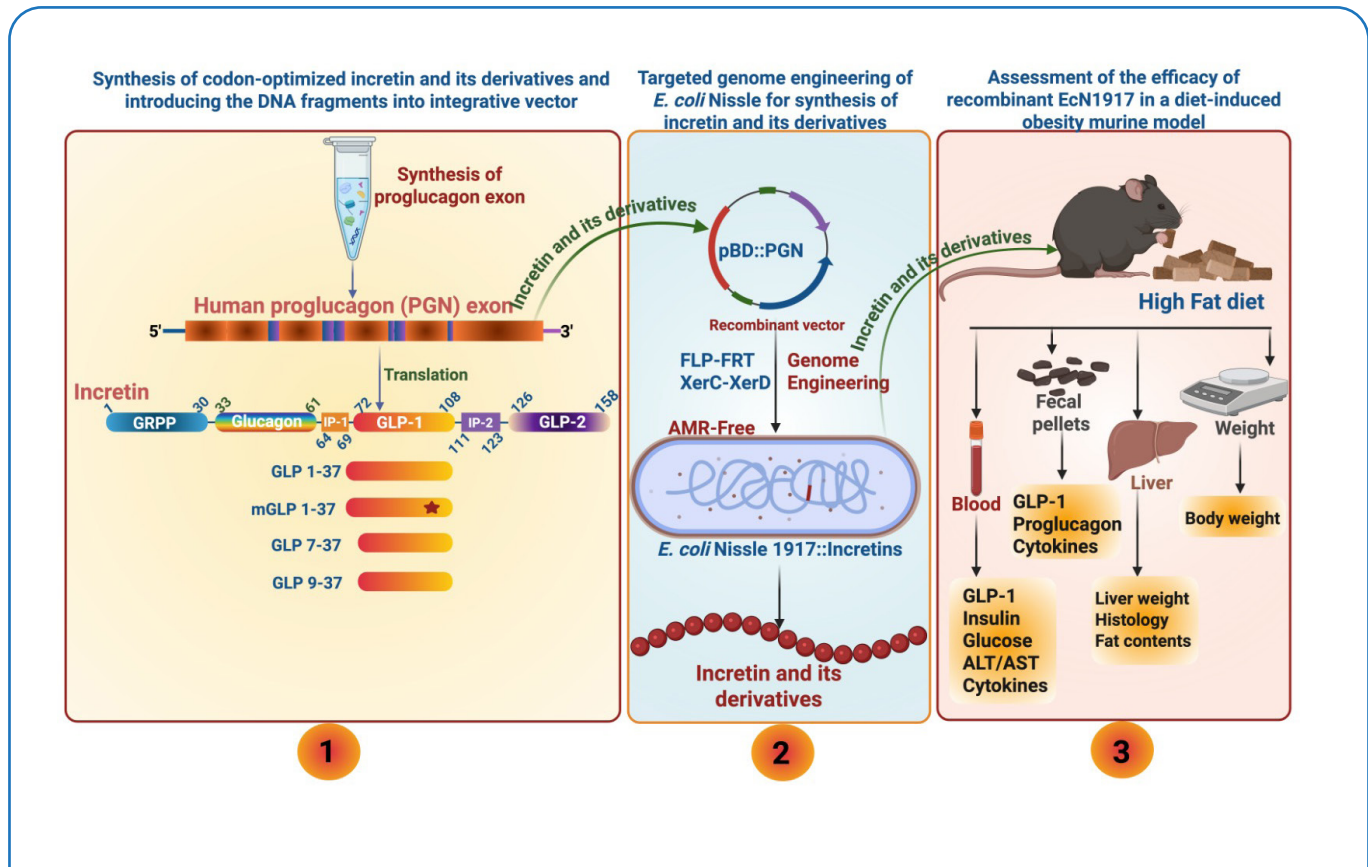 Synthesis of codon-optimized incretin and its derivatives and
introducing the DNA fragments into integrative vector
Synthesis of
proglucagon exon
Human proglucagon (PGN) exon
5'
3'
Translation
Incretin
1
30
33
61
72
108
126
158
GRPP
Glucagon
IP-1
GLP-1
IP-2
GLP-2
64
69
111
123
GLP 1-37
mGLP 1-37
GLP 7-37
GLP 9-37
1
Incretin and its derivatives
Targeted genome engineering of
E. coli Nissle for synthesis of
incretin and its derivatives
pBD::PGN
Recombinant vector
FLP-FRT
XerC-XerD
Genome
Engineering
AMR-Free
E. coli Nissle 1917::Incretins
Incretin and its
derivatives
2
Incretin and its derivatives
Assessment of the efficacy of
recombinant EcN1917 in a diet-induced
obesity murine model
High Fat diet
Blood
Fecal
pellets
Liver
Weight
GLP-1
Insulin
Glucose
ALT/AST
Cytokines
GLP-1
Proglucagon
Cytokines
Liver weight
Histology
Fat contents
Body weight
3